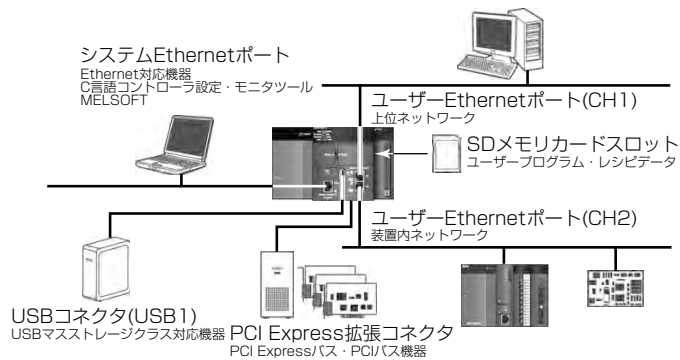 システムEthernetポート
Ethernet対応機器
C言語コントローラ設定・モニタツール
MELSOFT
ユーザーEthernetポート(CH1)
上位ネットワーク
SDメモリカードスロット
ユーザープログラム・レシピデータ
ユーザーEthernetポート(CH2)
装置内ネットワーク
USBコネクタ(USB1)
USBマスストレージクラス対応機器
PCI Express拡張コネクタ
PCI Expressバス・PCIバス機器